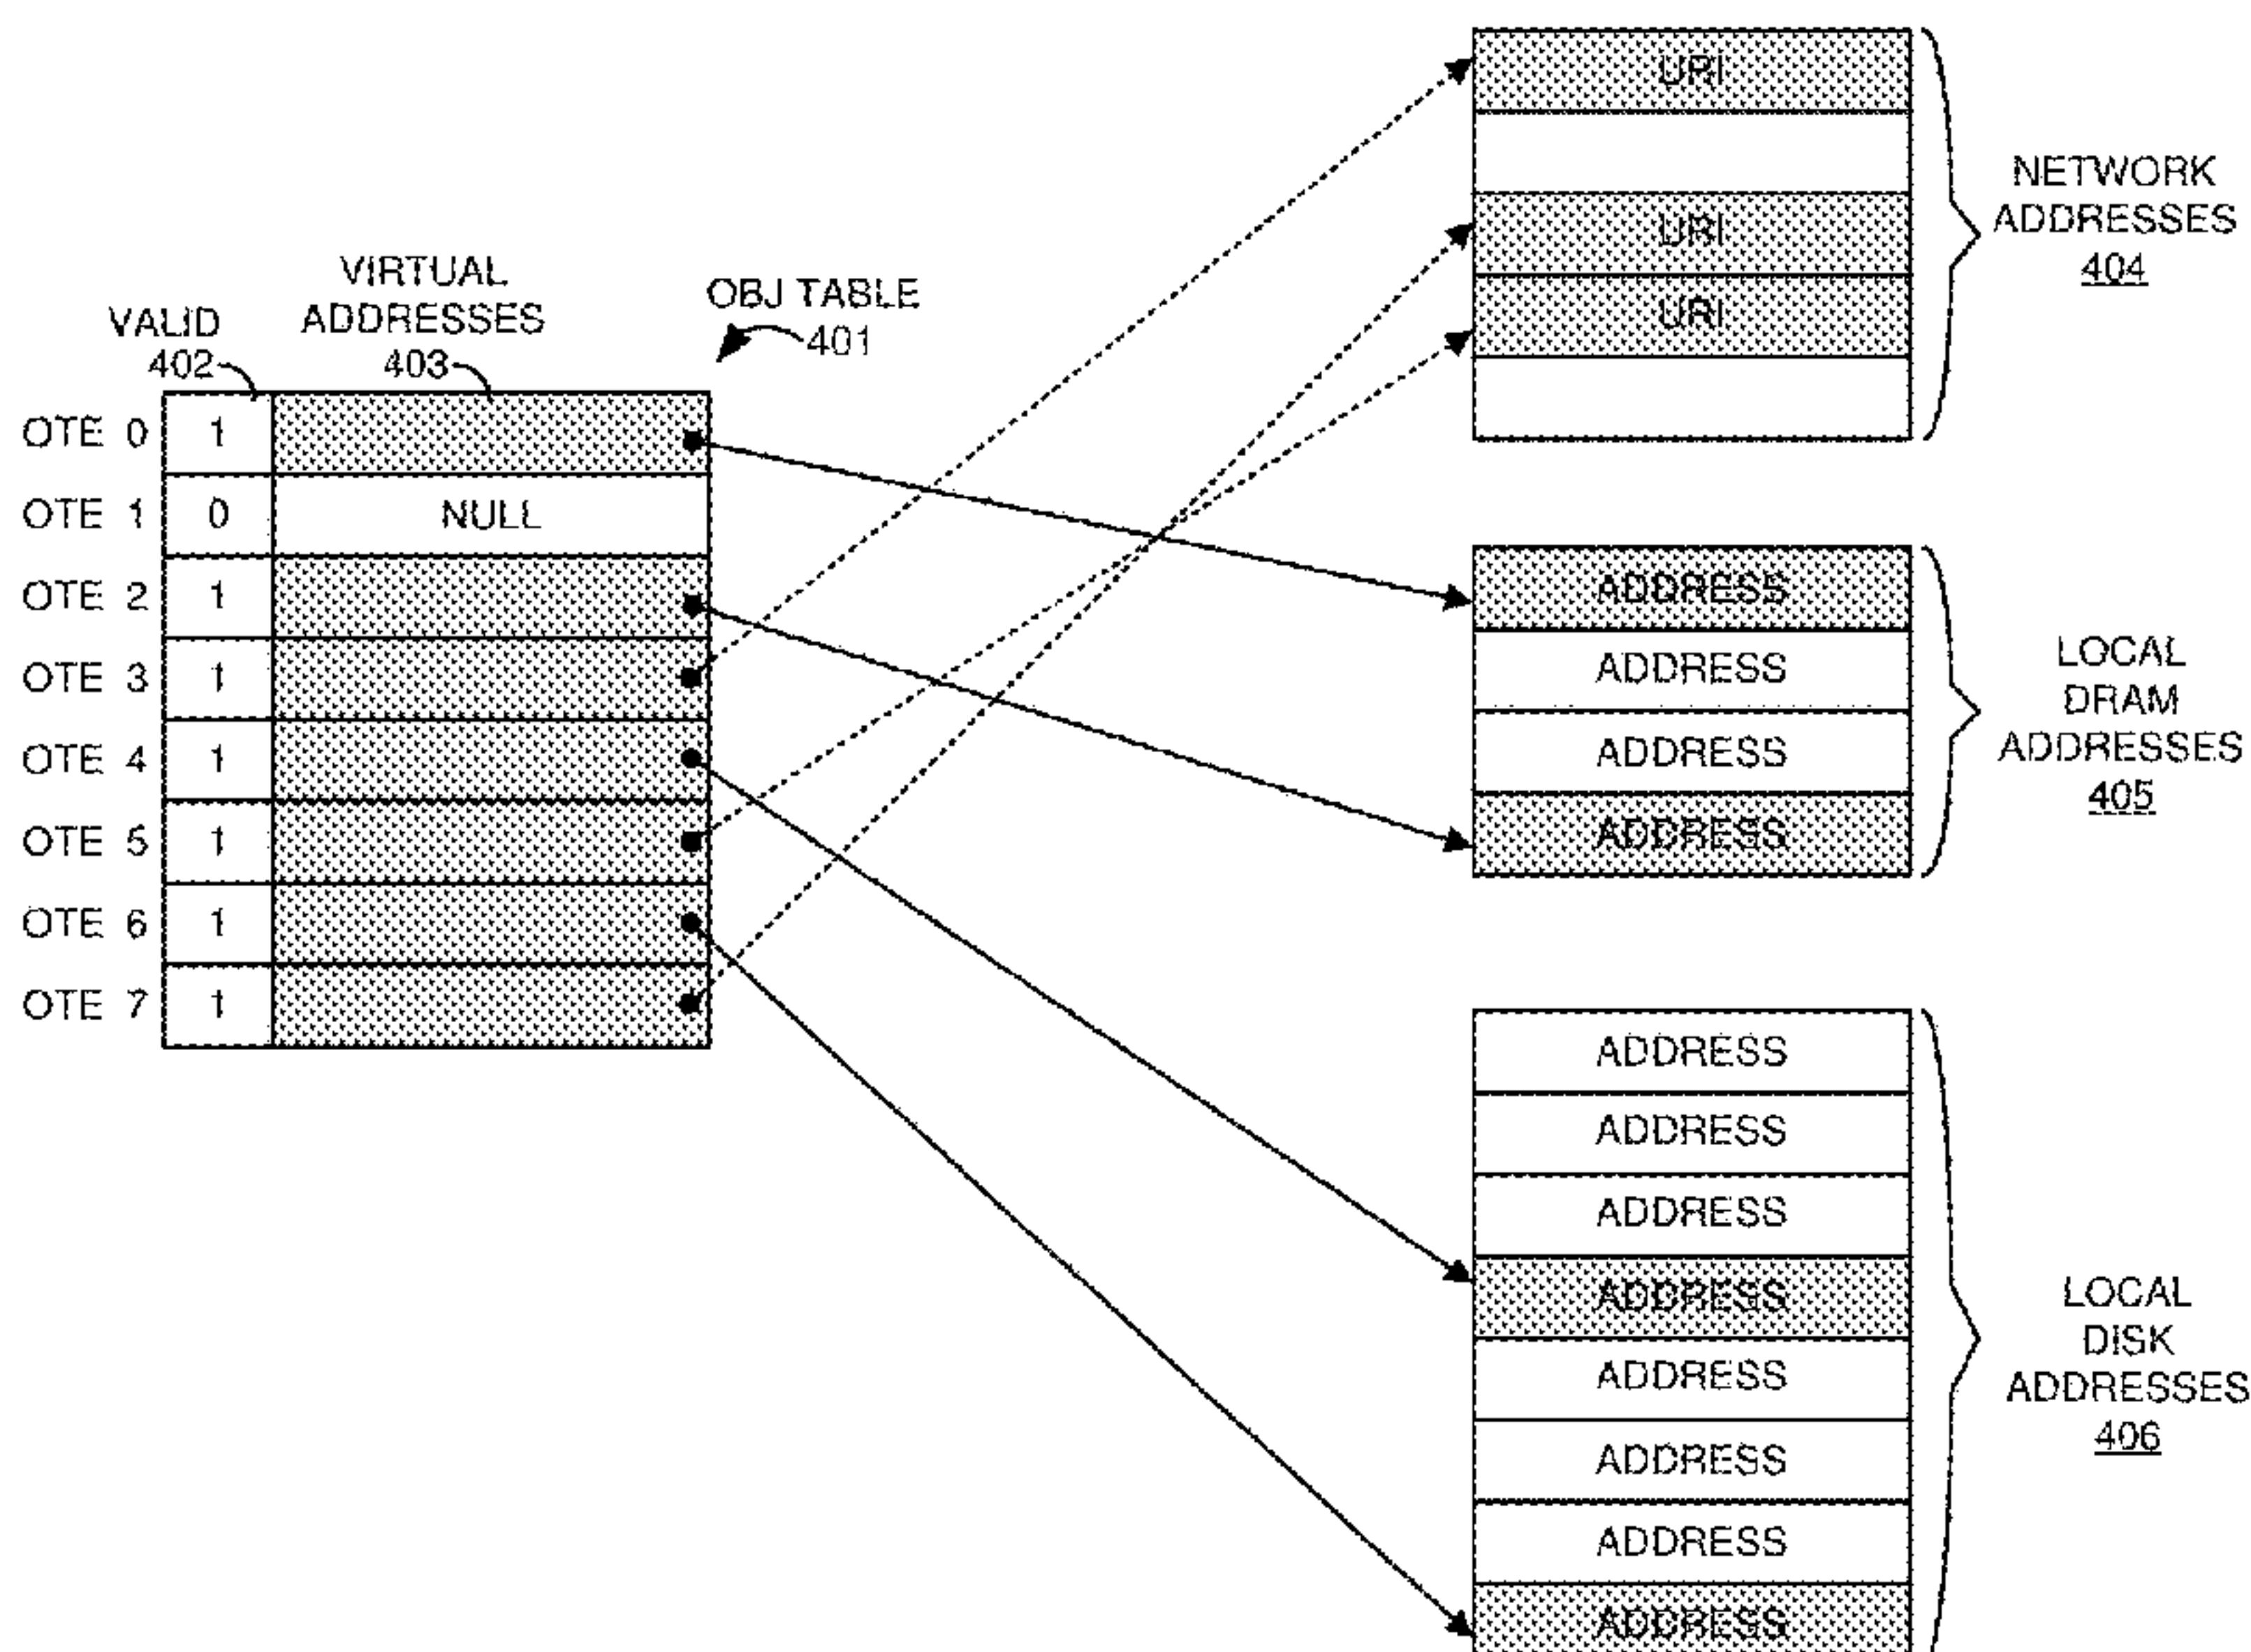 VIRTUAL
ADDRESSES
403
VALID
402
OBJ TABLE
401
OTE 0 1
OTE 1 0 NULL
OTE 2 1
OTE 3 1
OTE 4 1
OTE 5 1
OTE 6 1
OTE 7 1
URI
URI
URI
NETWORK
ADDRESSES
404
ADDRESS
ADDRESS
ADDRESS
ADDRESS
LOCAL
DRAM
ADDRESSES
405
ADDRESS
ADDRESS
ADDRESS
ADDRESS
ADDRESS
ADDRESS
ADDRESS
ADDRESS
LOCAL
DISK
ADDRESSES
406